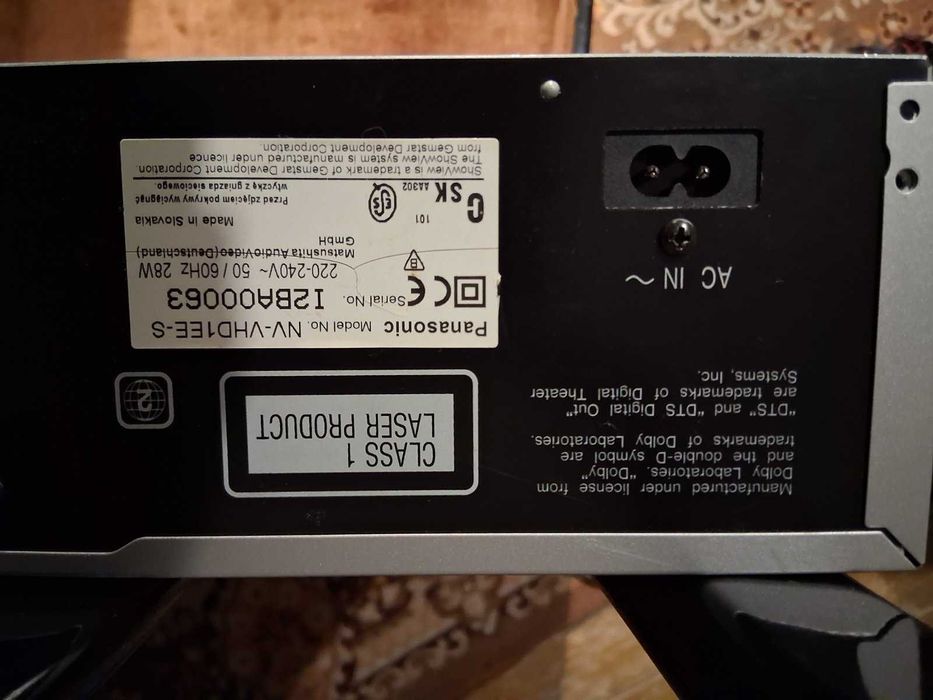 Manufactured under license from
Dolby Laboratories. "Dolby"
and the double-D symbol are
trademarks of Dolby Laboratories.
"DTS" and "DTS Digital Out"
are trademarks of Digital Theater
Systems, Inc.
CLASS 1
LASER PRODUCT
2
AC IN ~
Panasonic Model No. NV-VHD1EE-S
CE Serial No. I2BA00063
B
220-240V~ 50/60Hz 28W
Matsushita AudioVideo (Deutschland)
GmbH
101 Made in Slovakia
C SK AA302
Przed zdjęciem pokrywy wyciągnąć
wtyczkę z gniazda sieciowego.
ShowView is a trademark of Gemstar Development Corporation.
The ShowView system is manufactured under licence
from Gemstar Development Corporation.